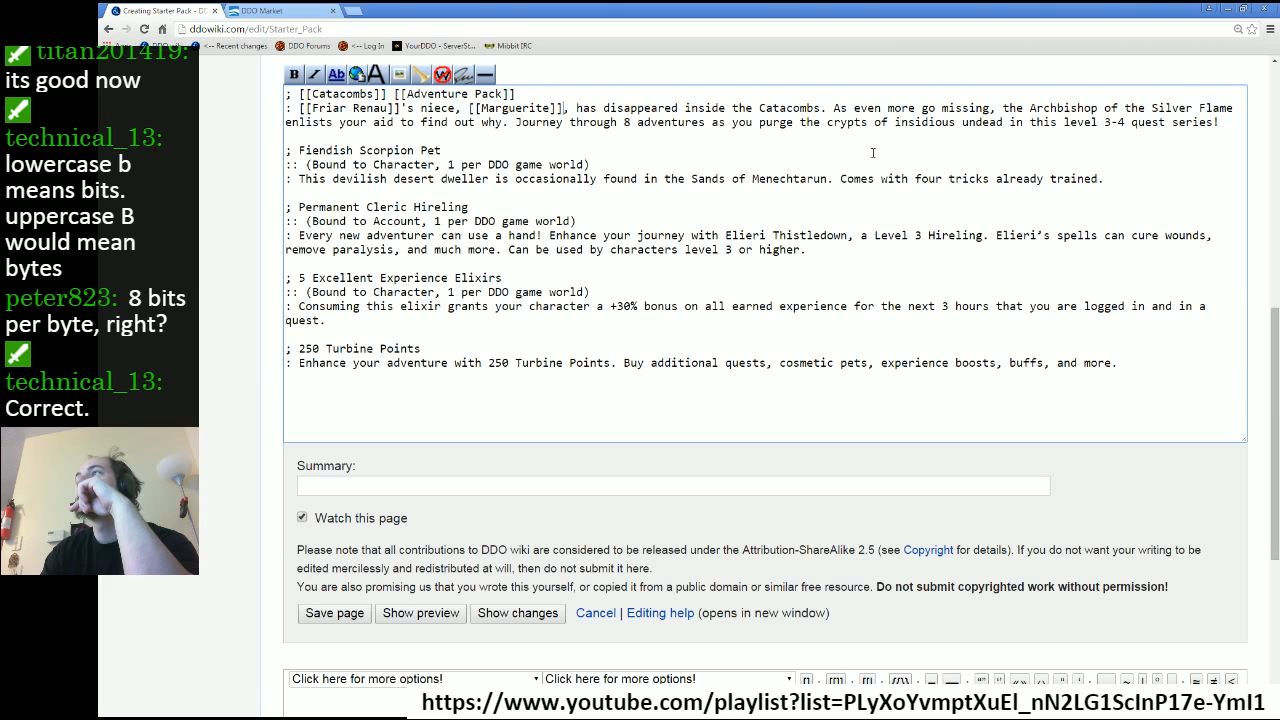 Creating Starter Pack - DD
DDO Market
ddowiki.com/edit/Starter_Pack
<-- Recent changes
DDO Forums
<-- Log In
YourDDO - ServerSt...
Mibbit IRC
titan201419:
its good now
technical_13:
lowercase b
means bits.
uppercase B
would mean
bytes
peter823: 8 bits
per byte, right?
technical_13:
Correct.
; [[Catacombs]] [[Adventure Pack]]
: [[Friar Renau]]'s niece, [[Marguerite]], has disappeared inside the Catacombs. As even more go missing, the Archbishop of the Silver Flame
enlists your aid to find out why. Journey through 8 adventures as you purge the crypts of insidious undead in this level 3-4 quest series!
; Fiendish Scorpion Pet
:: (Bound to Character, 1 per DDO game world)
: This devilish desert dweller is occasionally found in the Sands of Menechtarun. Comes with four tricks already trained.
; Permanent Cleric Hireling
:: (Bound to Account, 1 per DDO game world)
: Every new adventurer can use a hand! Enhance your journey with Elieri Thistledown, a Level 3 Hireling. Elieri’s spells can cure wounds,
remove paralysis, and much more. Can be used by characters level 3 or higher.
; 5 Excellent Experience Elixirs
:: (Bound to Character, 1 per DDO game world)
: Consuming this elixir grants your character a +30% bonus on all earned experience for the next 3 hours that you are logged in and in a
quest.
; 250 Turbine Points
: Enhance your adventure with 250 Turbine Points. Buy additional quests, cosmetic pets, experience boosts, buffs, and more.
Summary:
Watch this page
Please note that all contributions to DDO wiki are considered to be released under the Attribution-ShareAlike 2.5 (see Copyright for details). If you do not want your writing to be
edited mercilessly and redistributed at will, then do not submit it here.
You are also promising us that you wrote this yourself, or copied it from a public domain or similar free resource. Do not submit copyrighted work without permission!
Save page Show preview Show changes Cancel | Editing help (opens in new window)
Click here for more options! Click here for more options!
https://www.youtube.com/playlist?list=PLyXoYvmptXuEl_nN2LG1ScInP17e-YmI1